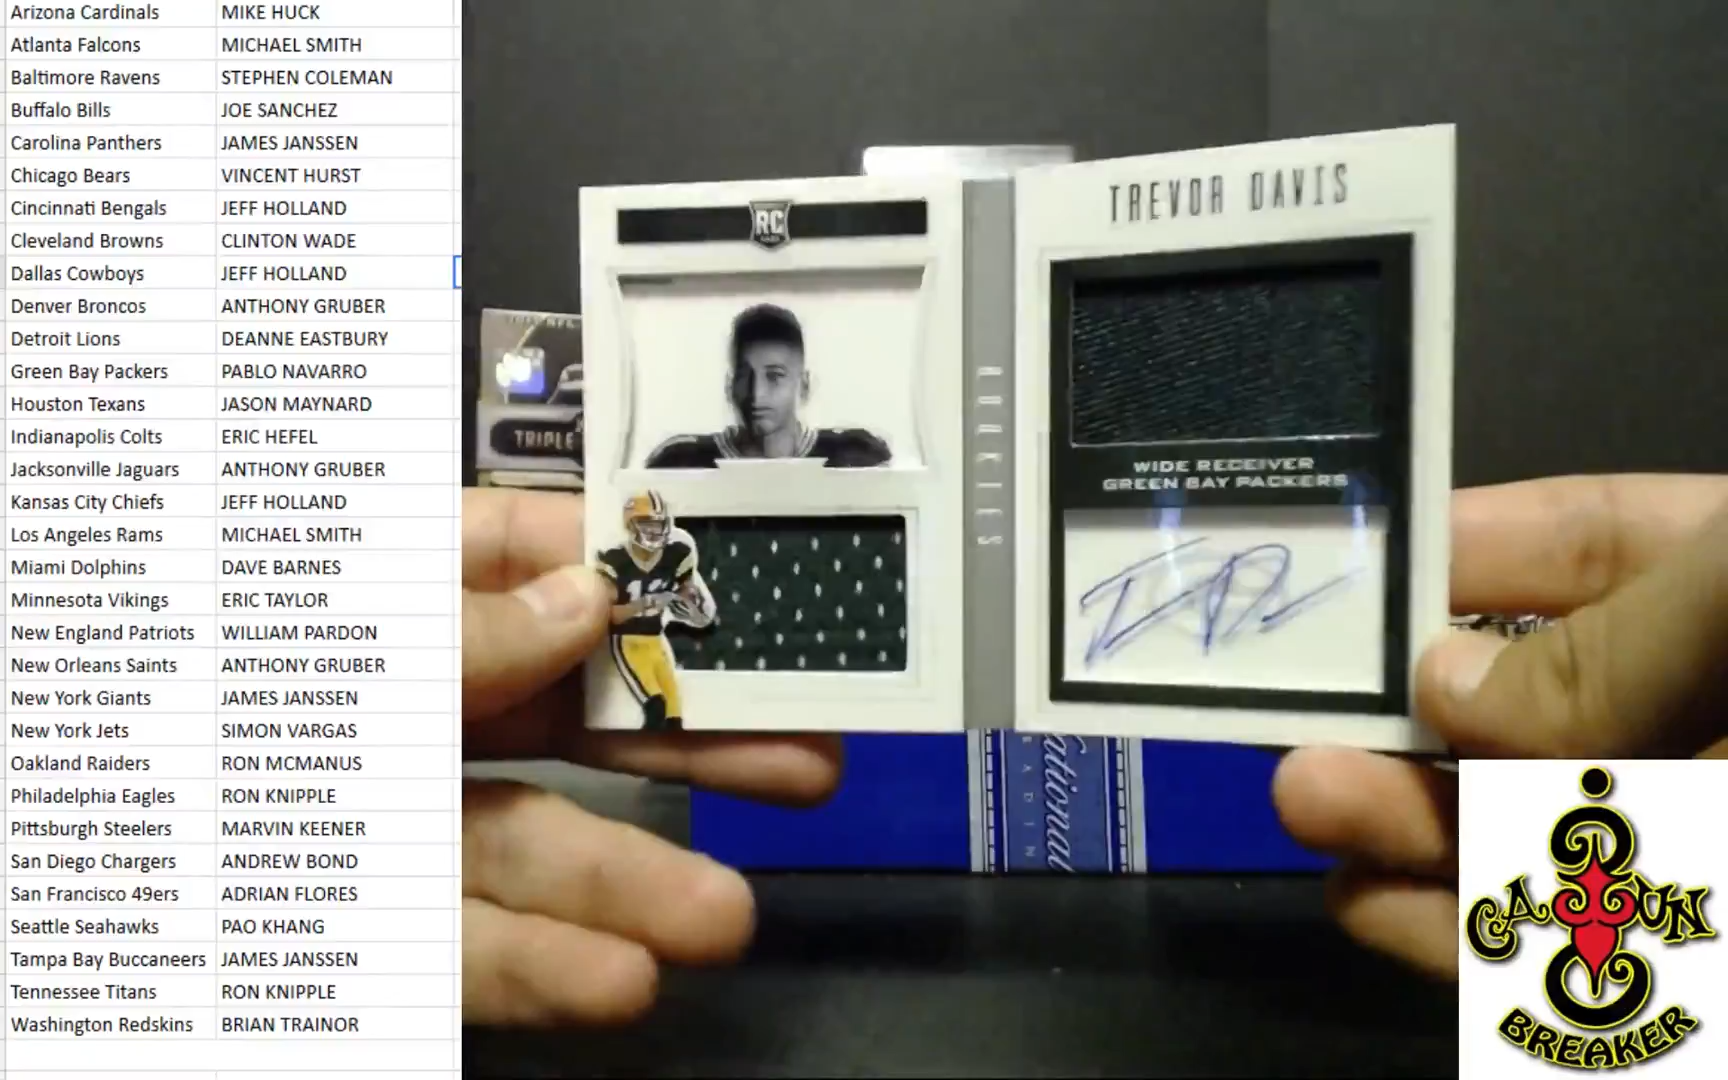 Arizona Cardinals MIKE HUCK
Atlanta Falcons MICHAEL SMITH
Baltimore Ravens STEPHEN COLEMAN
Buffalo Bills JOE SANCHEZ
Carolina Panthers JAMES JANSSEN
Chicago Bears VINCENT HURST
Cincinnati Bengals JEFF HOLLAND
Cleveland Browns CLINTON WADE
Dallas Cowboys JEFF HOLLAND
Denver Broncos ANTHONY GRUBER
Detroit Lions DEANNE EASTBURY
Green Bay Packers PABLO NAVARRO
Houston Texans JASON MAYNARD
Indianapolis Colts ERIC HEFEL
Jacksonville Jaguars ANTHONY GRUBER
Kansas City Chiefs JEFF HOLLAND
Los Angeles Rams MICHAEL SMITH
Miami Dolphins DAVE BARNES
Minnesota Vikings ERIC TAYLOR
New England Patriots WILLIAM PARDON
New Orleans Saints ANTHONY GRUBER
New York Giants JAMES JANSSEN
New York Jets SIMON VARGAS
Oakland Raiders RON MCMANUS
Philadelphia Eagles RON KNIPPLE
Pittsburgh Steelers MARVIN KEENER
San Diego Chargers ANDREW BOND
San Francisco 49ers ADRIAN FLORES
Seattle Seahawks PAO KHANG
Tampa Bay Buccaneers JAMES JANSSEN
Tennessee Titans RON KNIPPLE
Washington Redskins BRIAN TRAINOR
RC
TREVOR DAVIS
ROOKIES
WIDE RECEIVER
GREEN BAY PACKERS
TRIPLE
CAJUN
BREAKER